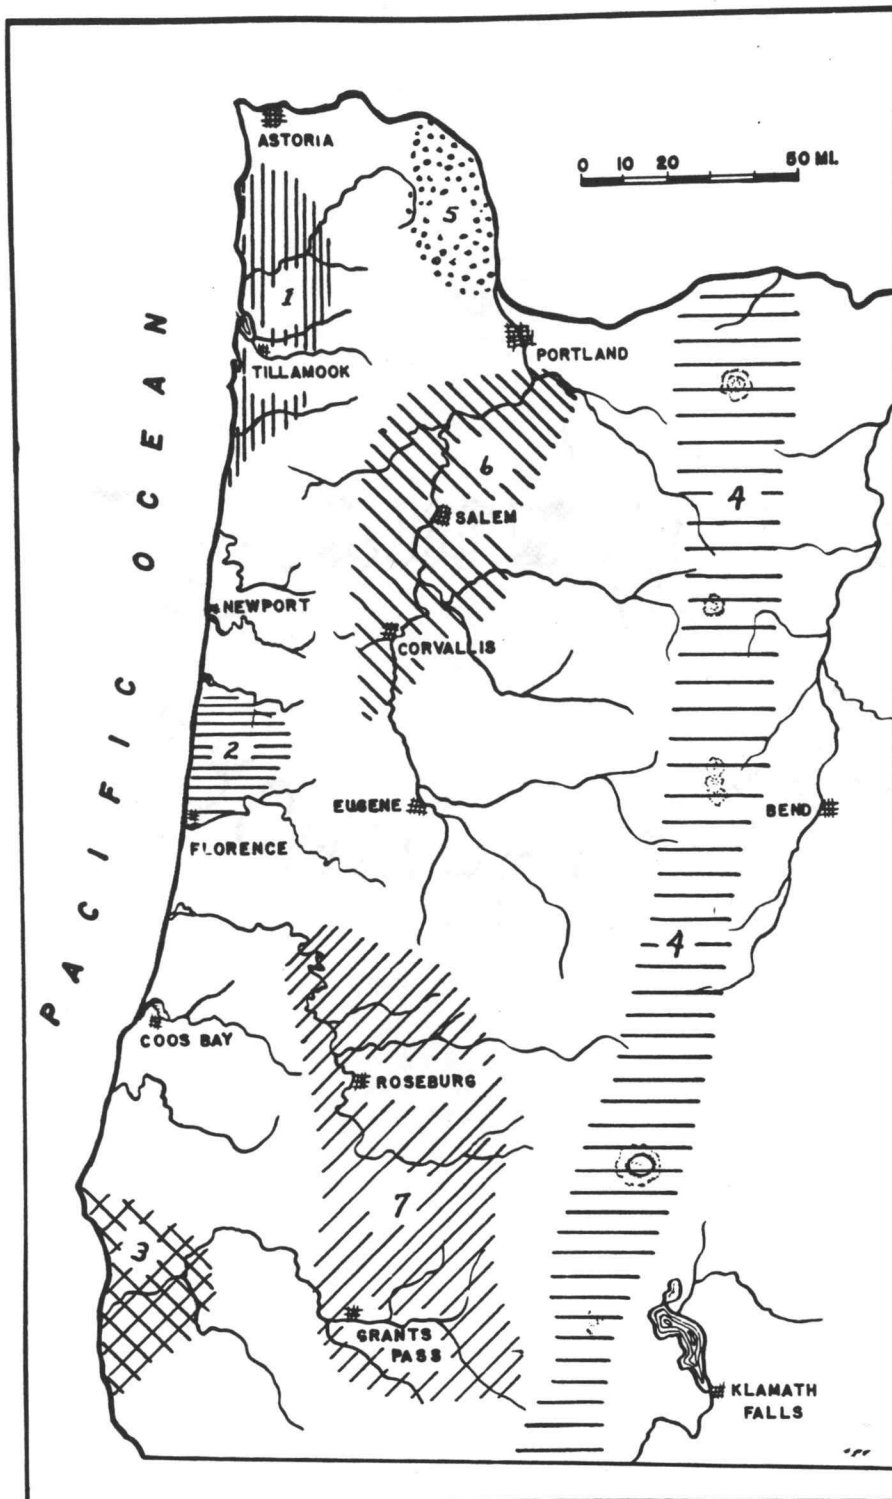 ASTORIA
0 10 20 50 MI.
5
1
PORTLAND
TILLAMOOK
PACIFIC OCEAN
6
4
SALEM
NEWPORT
CORVALLIS
2
EUGENE
BEND
FLORENCE
4
COOS BAY
ROSEBURG
7
3
GRANTS
PASS
KLAMATH
FALLS